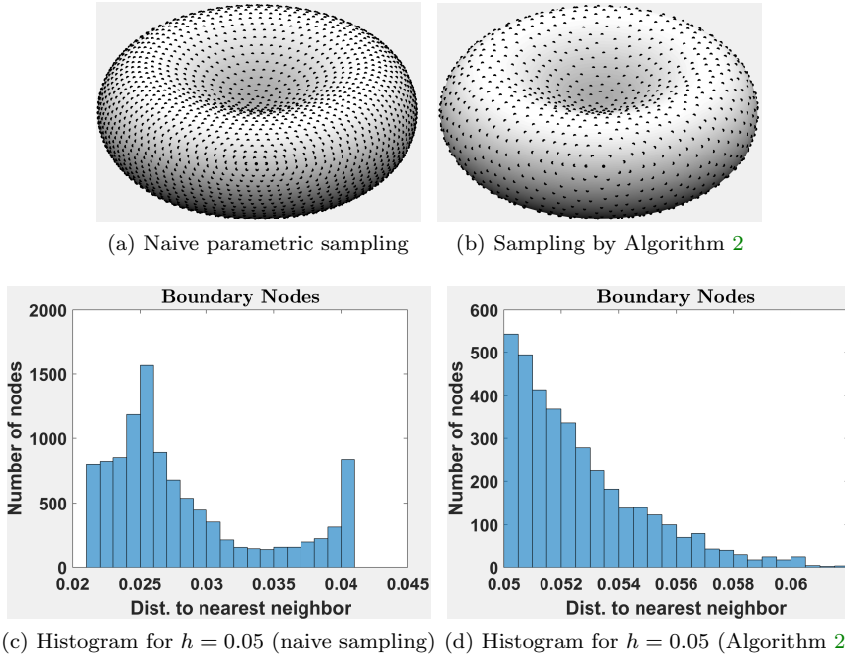 (a) Naive parametric sampling
(b) Sampling by Algorithm 2
Boundary Nodes
2000
1500
1000
500
0
0.02 0.025 0.03 0.035 0.04 0.045
Number of nodes
Dist. to nearest neighbor
Boundary Nodes
600
500
400
300
200
100
0
0.05 0.052 0.054 0.056 0.058 0.06
Number of nodes
Dist. to nearest neighbor
(c) Histogram for h = 0.05 (naive sampling)
(d) Histogram for h = 0.05 (Algorithm 2